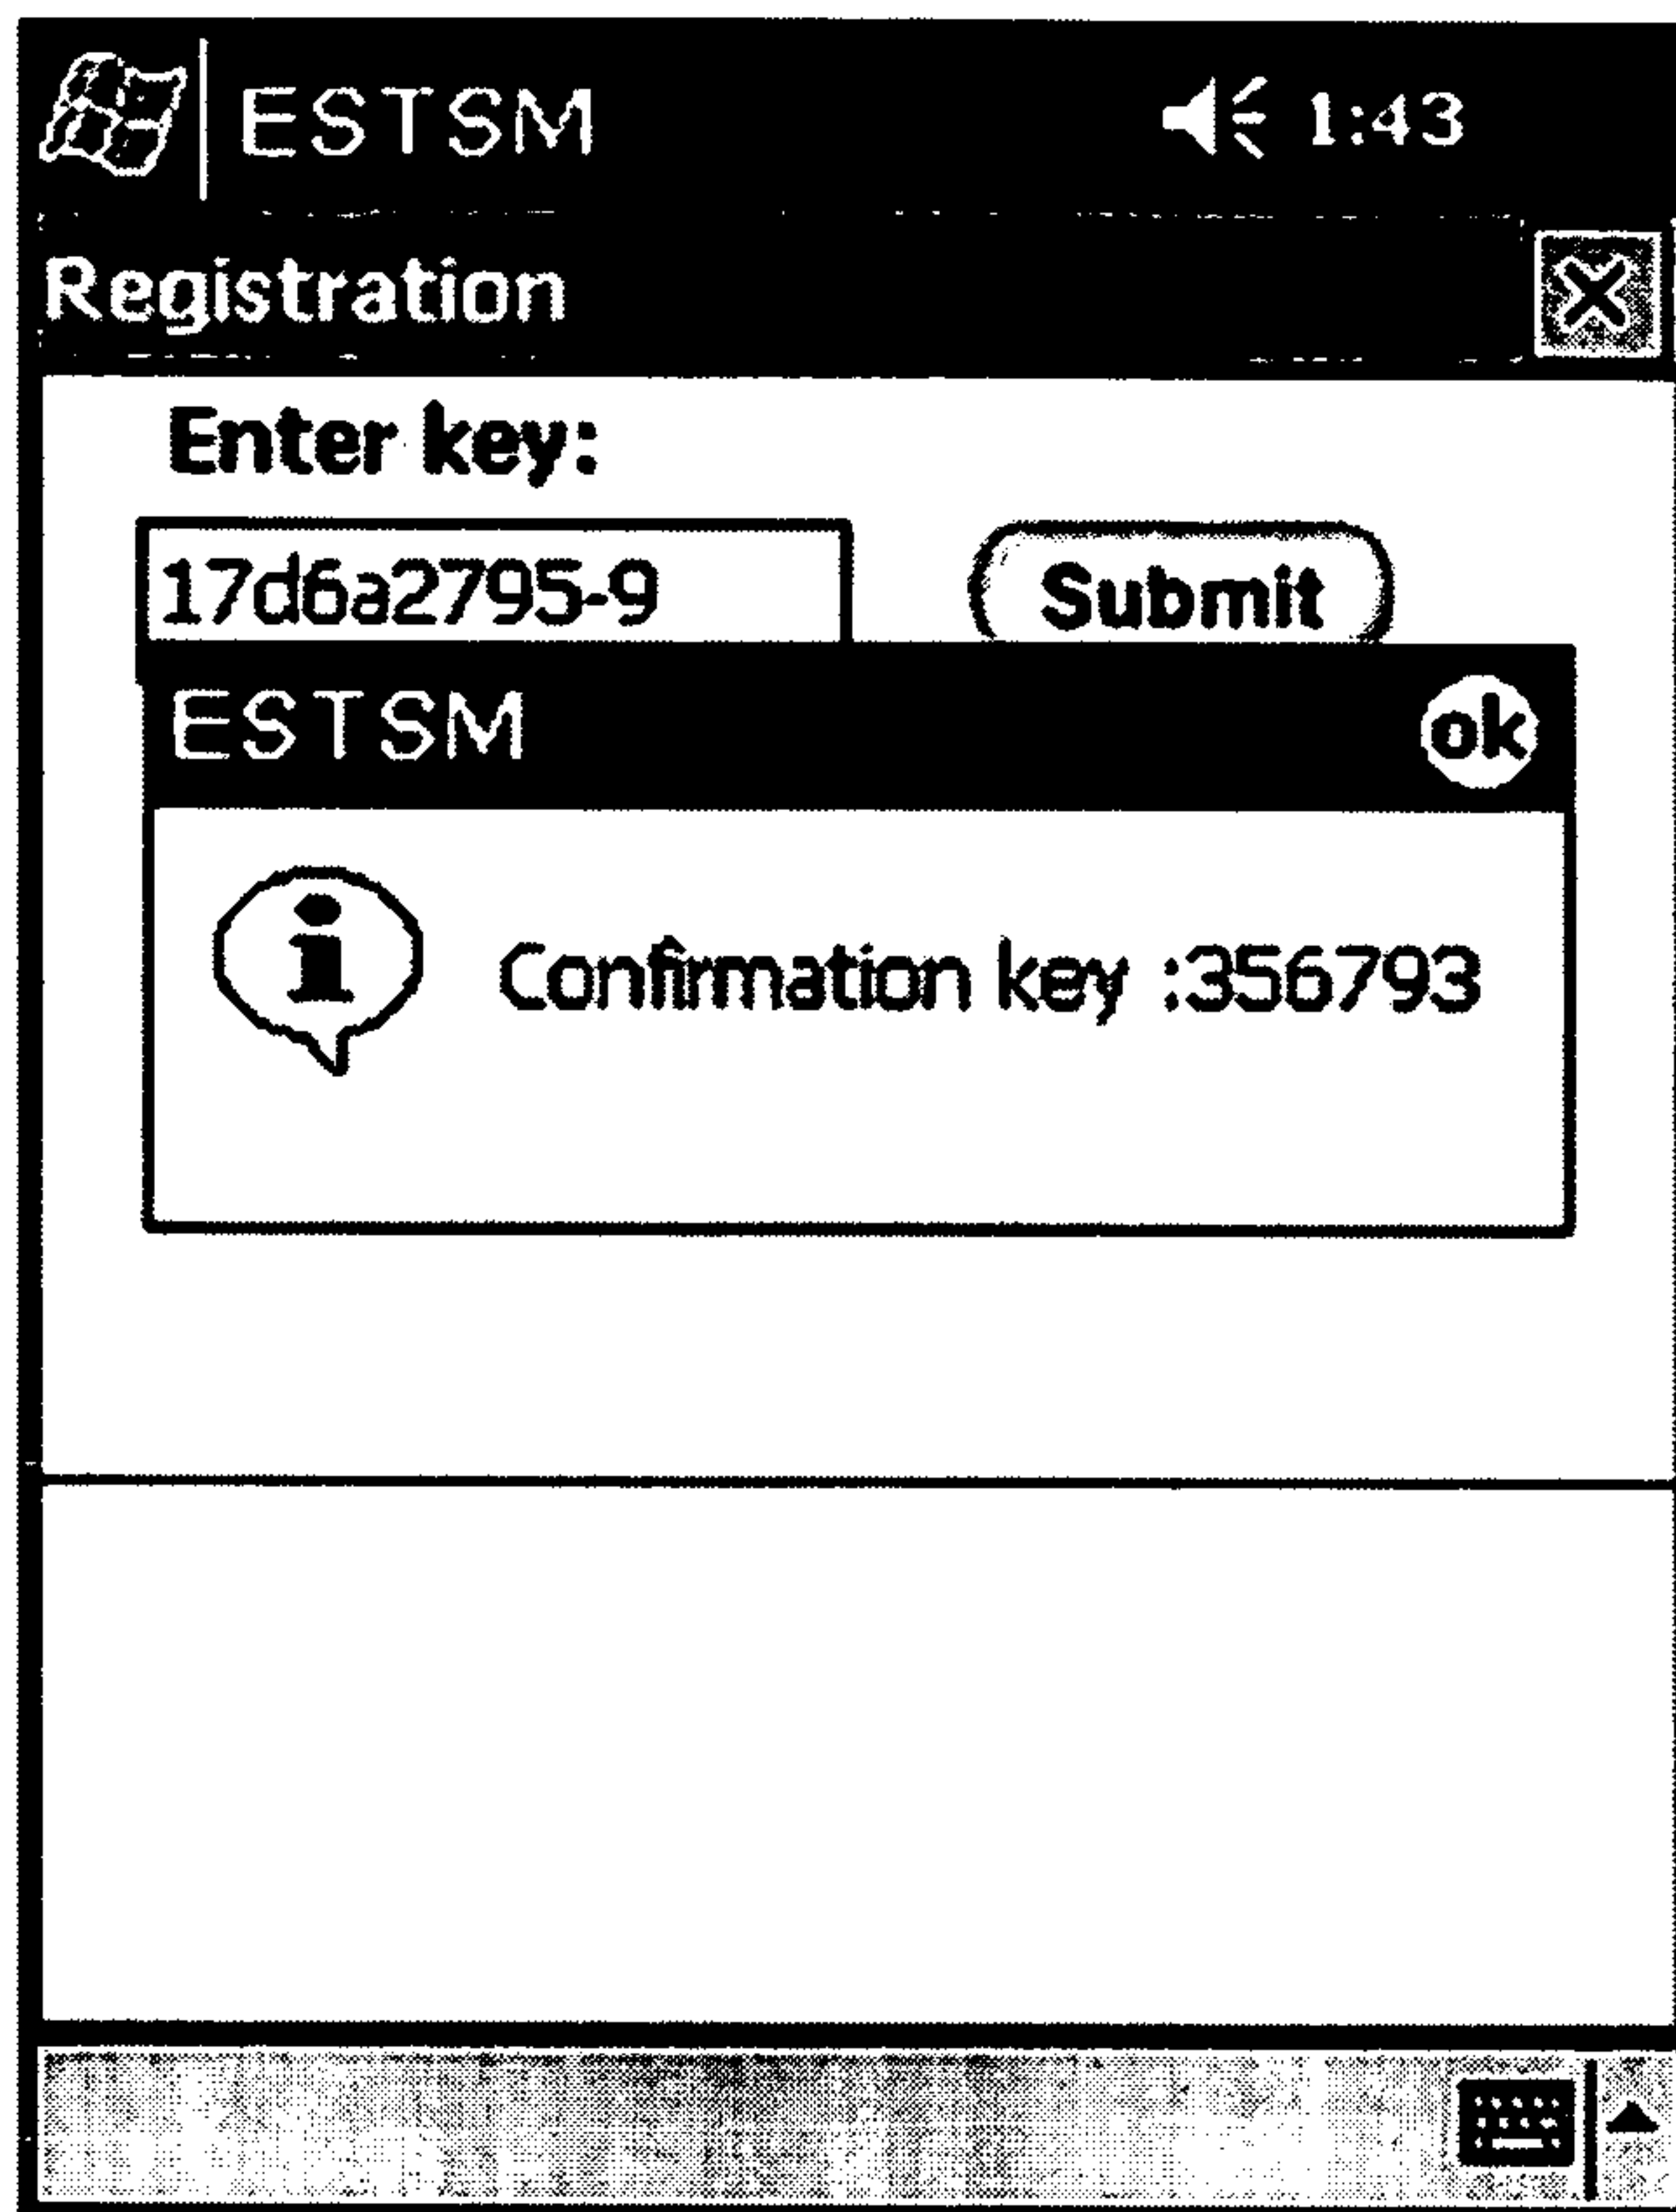 ESTSM 1:43
Registration
Enter key:
17d6a2795-9 Submit
ESTSM ok
Confirmation key :356793